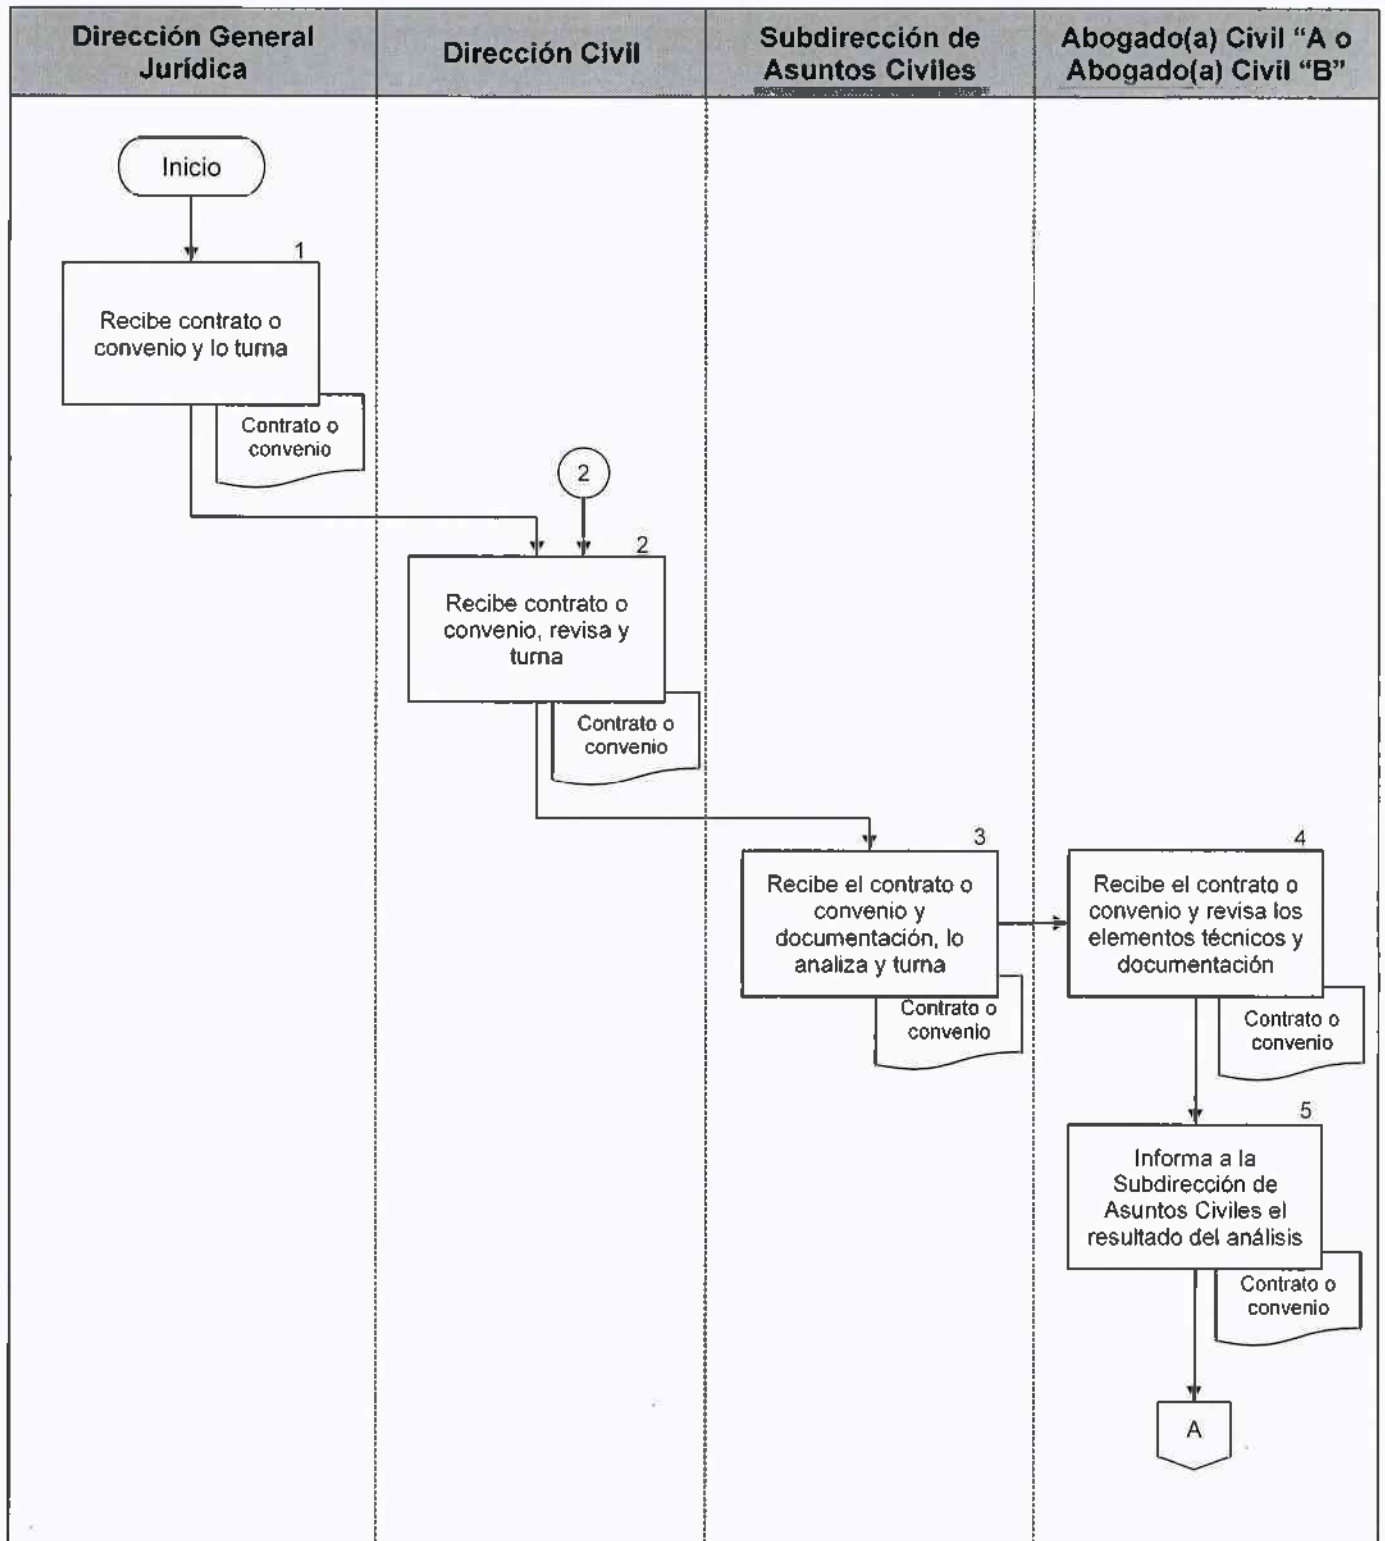 Dirección General
Jurídica
Dirección Civil
Subdirección de
Asuntos Civiles
Abogado(a) Civil “A o
Abogado(a) Civil “B”
Inicio
1
Recibe contrato o
convenio y lo turna
Contrato o
convenio
2
2
Recibe contrato o
convenio, revisa y
turna
Contrato o
convenio
3
Recibe el contrato o
convenio y
documentación, lo
analiza y turna
Contrato o
convenio
4
Recibe el contrato o
convenio y revisa los
elementos técnicos y
documentación
Contrato o
convenio
5
Informa a la
Subdirección de
Asuntos Civiles el
resultado del análisis
Contrato o
convenio
A